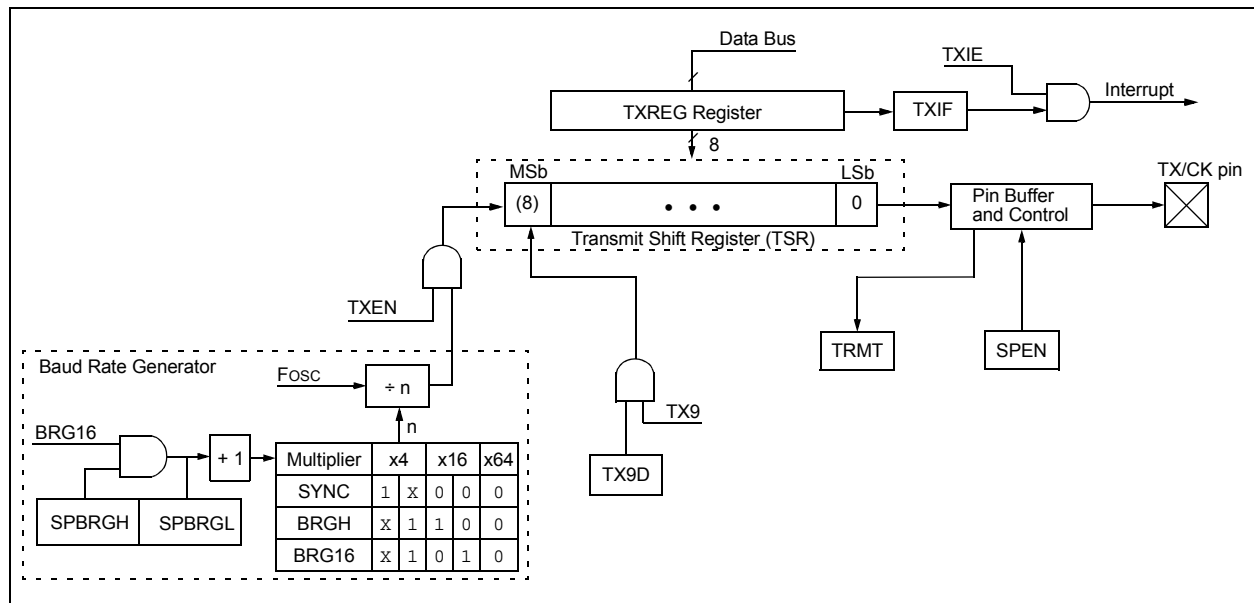 Data Bus
TXIE
Interrupt
TXREG Register
TXIF
8
MSb
LSb
TX/CK pin
(8)
• • •
0
Pin Buffer
and Control
Transmit Shift Register (TSR)
TXEN
TRMT
SPEN
Baud Rate Generator
FOSC
÷ n
n
TX9
BRG16
+ 1
Multiplier x4 x16 x64
TX9D
SYNC 1 X 0 0 0
SPBRGH SPBRGL
BRGH X 1 1 0 0
BRG16 X 1 0 1 0